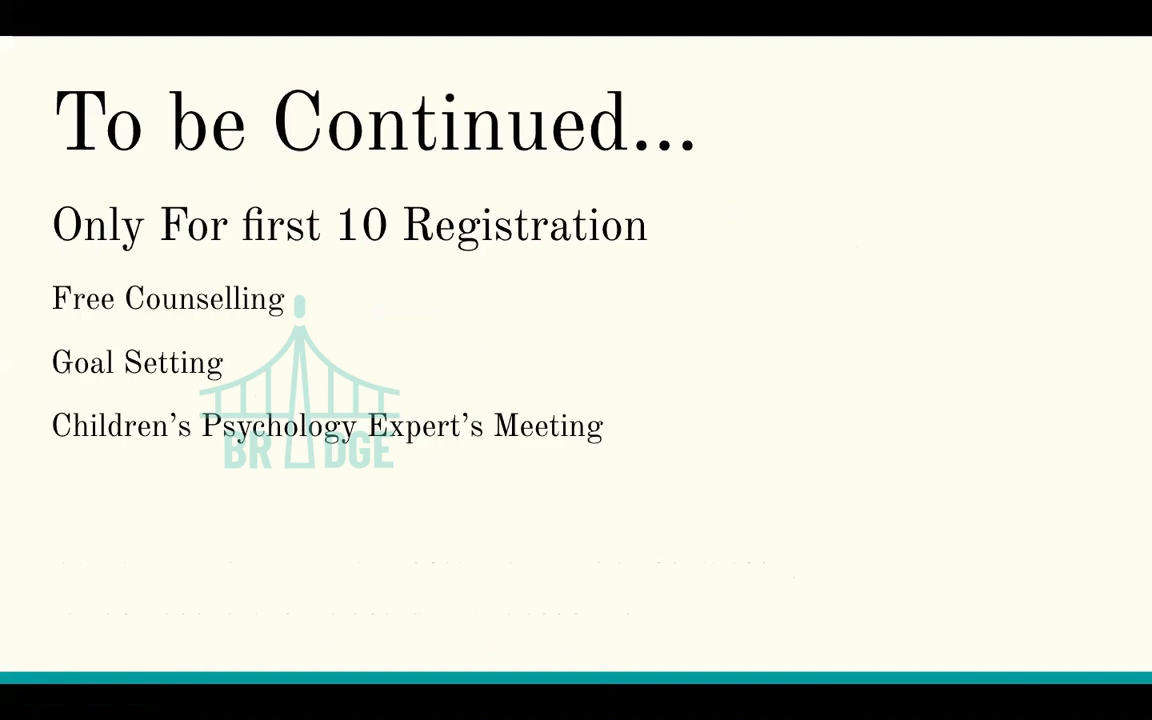 To be Continued...
Only For first 10 Registration
Free Counselling
Goal Setting
Children’s Psychology Expert’s Meeting
BRIDGE